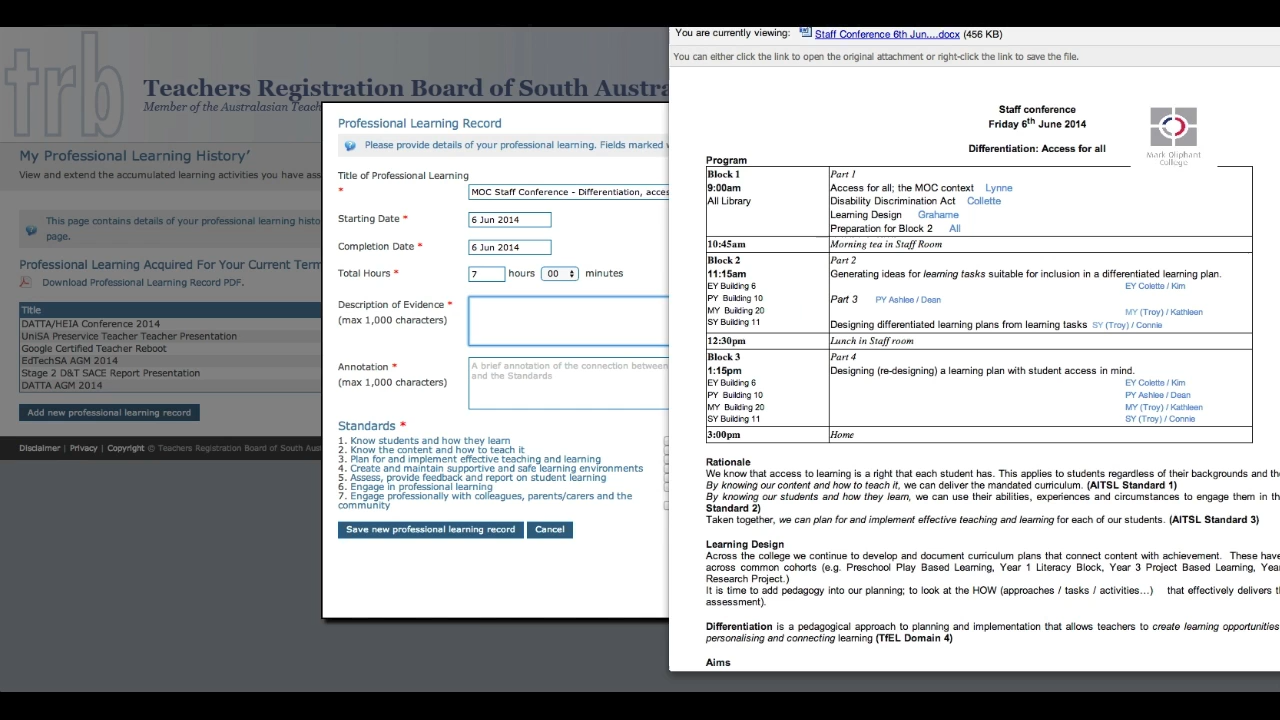 trb
Teachers Registration Board of South Austra
Member of the Australasian Teach
My Professional Learning History
View and extend the accumulated learning activities you have ass
This page contains details of your professional learning histo
page.
Professional Learning Acquired For Your Current Term
Download Professional Learning Record PDF.
Title
DATTA/HEIA Conference 2014
UniSA Preservice Teacher Teacher Presentation
Google Certified Teacher Reboot
EdTechSA AGM 2014
Stage 2 D&T SACE Report Presentation
DATTA AGM 2014
Add new professional learning record
Disclaimer | Privacy | Copyright © Teachers Registration Board of South Aust
Professional Learning Record
Please provide details of your professional learning. Fields marked w
Title of Professional Learning
*
MOC Staff Conference - Differentiation, acces
Starting Date * 6 Jun 2014
Completion Date * 6 Jun 2014
Total Hours * 7 hours 00 minutes
Description of Evidence *
(max 1,000 characters)
Annotation *
(max 1,000 characters)
A brief annotation of the connection between
and the Standards
Standards *
1. Know students and how they learn
2. Know the content and how to teach it
3. Plan for and implement effective teaching and learning
4. Create and maintain supportive and safe learning environments
5. Assess, provide feedback and report on student learning
6. Engage in professional learning
7. Engage professionally with colleagues, parents/carers and the
community
Save new professional learning record Cancel
You are currently viewing: Staff Conference 6th Jun....docx (456 KB)
You can either click the link to open the original attachment or right-click the link to save the file.
Staff conference
Friday 6th June 2014
Differentiation: Access for all
Mark Oliphant
College
Program
Block 1 Part 1
9:00am Access for all; the MOC context Lynne
All Library Disability Discrimination Act Collette
Learning Design Grahame
Preparation for Block 2 All
10:45am Morning tea in Staff Room
Block 2 Part 2
11:15am Generating ideas for learning tasks suitable for inclusion in a differentiated learning plan.
EY Building 6 EY Colette / Kim
PY Building 10 Part 3 PY Ashlee / Dean
MY Building 20 MY (Troy) / Kathleen
SY Building 11 Designing differentiated learning plans from learning tasks SY (Troy) / Connie
12:30pm Lunch in Staff room
Block 3 Part 4
1:15pm Designing (re-designing) a learning plan with student access in mind.
EY Building 6 EY Colette / Kim
PY Building 10 PY Ashlee / Dean
MY Building 20 MY (Troy) / Kathleen
SY Building 11 SY (Troy) / Connie
3:00pm Home
Rationale
We know that access to learning is a right that each student has. This applies to students regardless of their backgrounds and the
By knowing our content and how to teach it, we can deliver the mandated curriculum. (AITSL Standard 1)
By knowing our students and how they learn, we can use their abilities, experiences and circumstances to engage them in th
Standard 2)
Taken together, we can plan for and implement effective teaching and learning for each of our students. (AITSL Standard 3)
Learning Design
Across the college we continue to develop and document curriculum plans that connect content with achievement. These have
across common cohorts (e.g. Preschool Play Based Learning, Year 1 Literacy Block, Year 3 Project Based Learning, Yea
Research Project.)
It is time to add pedagogy into our planning; to look at the HOW (approaches / tasks / activities...) that effectively delivers th
assessment).
Differentiation is a pedagogical approach to planning and implementation that allows teachers to create learning opportunities
personalising and connecting learning (TfEL Domain 4)
Aims